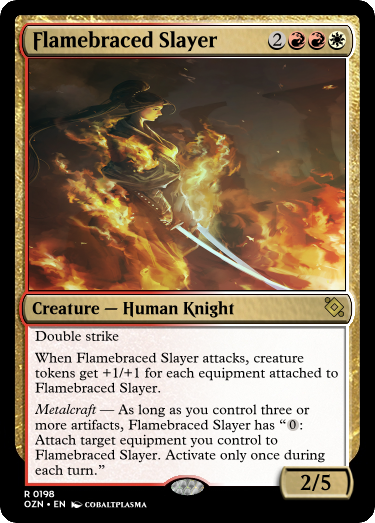 Flamebraced Slayer 2
Creature — Human Knight
Double strike
When Flamebraced Slayer attacks, creature
tokens get +1/+1 for each equipment attached to
Flamebraced Slayer.
Metalcraft — As long as you control three or
more artifacts, Flamebraced Slayer has “0:
Attach target equipment you control to
Flamebraced Slayer. Activate only once during
each turn.”
2/5
R 0198
OZN • EN COBALTPLASMA